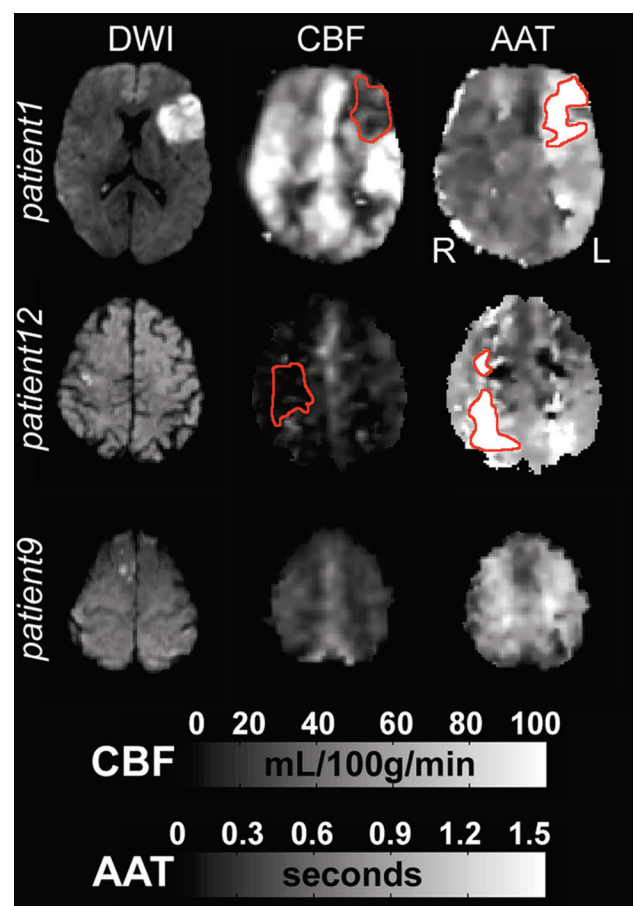 DWI CBF AAT
patient1
R L
patient12
patient9
0 20 40 60 80 100
CBF mL/100g/min
0 0.3 0.6 0.9 1.2 1.5
AAT seconds